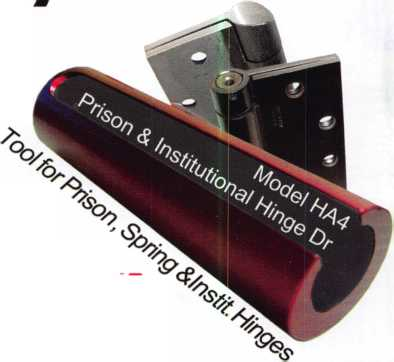 Model HA4
Prison & Institutional Hinge Dr
Tool for Prison, Spring &Instit. Hinges